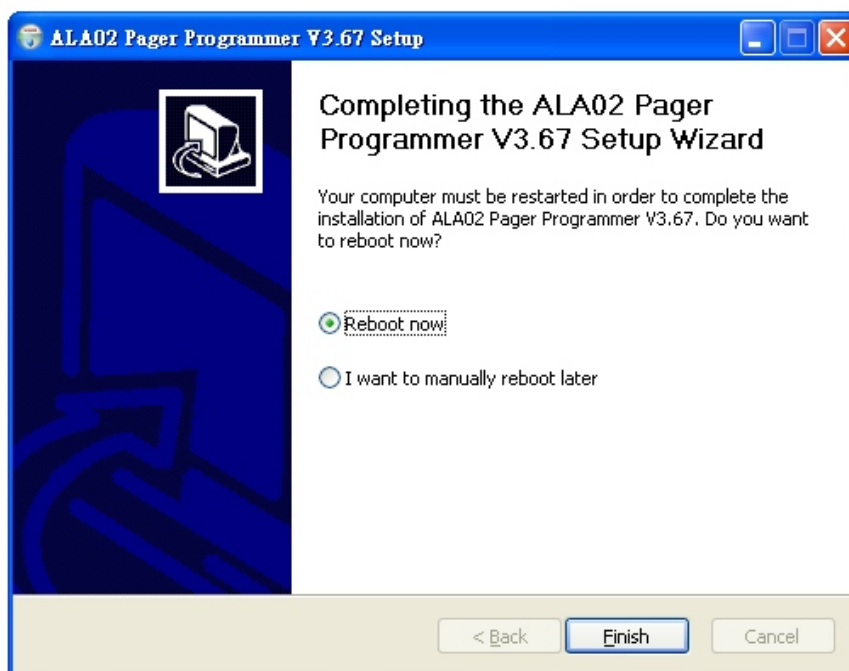 ALA02 Pager Programmer V3.67 Setup
Completing the ALA02 Pager
Programmer V3.67 Setup Wizard
Your computer must be restarted in order to complete the
installation of ALA02 Pager Programmer V3.67. Do you want
to reboot now?
Reboot now
I want to manually reboot later
< Back
Finish
Cancel